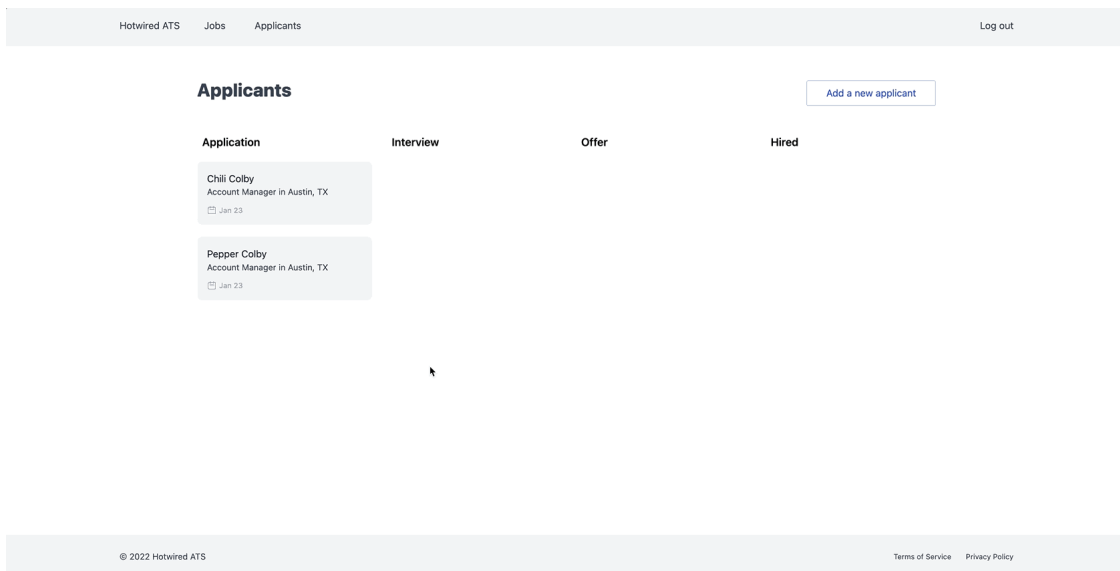 Hotwired ATS Jobs Applicants Log out
Applicants Add a new applicant
Application Interview Offer Hired
Chili Colby
Account Manager in Austin, TX
Jan 23
Pepper Colby
Account Manager in Austin, TX
Jan 23
© 2022 Hotwired ATS Terms of Service Privacy Policy